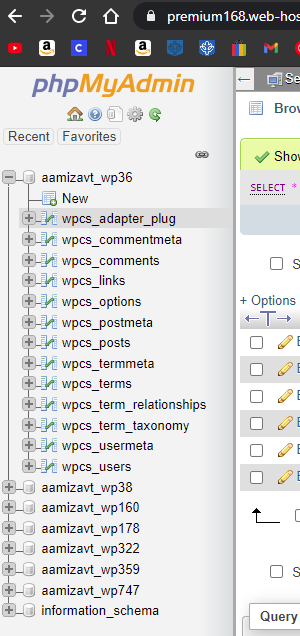 premium168.web-hos
phpMyAdmin
Se
Recent Favorites
Brow
Show
aamizavt_wp36
New
SELECT *
wpcs_adapter_plug
wpcs_commentmeta
wpcs_comments
S
wpcs_links
wpcs_options
+ Options
wpcs_postmeta
wpcs_posts
wpcs_termmeta
wpcs_terms
wpcs_term_relationships
wpcs_term_taxonomy
wpcs_usermeta
wpcs_users
aamizavt_wp38
aamizavt_wp160
aamizavt_wp178
aamizavt_wp322
aamizavt_wp359
S
aamizavt_wp747
information_schema
Query